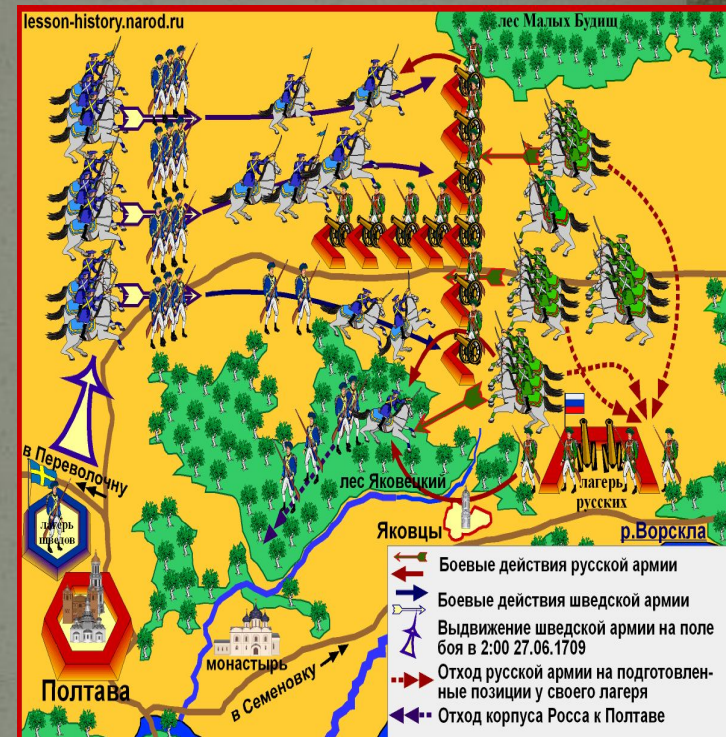 lesson-history.narod.ru
лес Малых Будищ
в Переволочну
лагерь
шведов
лес Яковецкий
лагерь
русских
Яковцы
р.Ворскла
Полтава
монастырь
в Семеновку
Боевые действия русской армии
Боевые действия шведской армии
Выдвижение шведской армии на поле
боя в 2:00 27.06.1709
Отход русской армии на подготовлен-
ные позиции у своего лагеря
Отход корпуса Росса к Полтаве